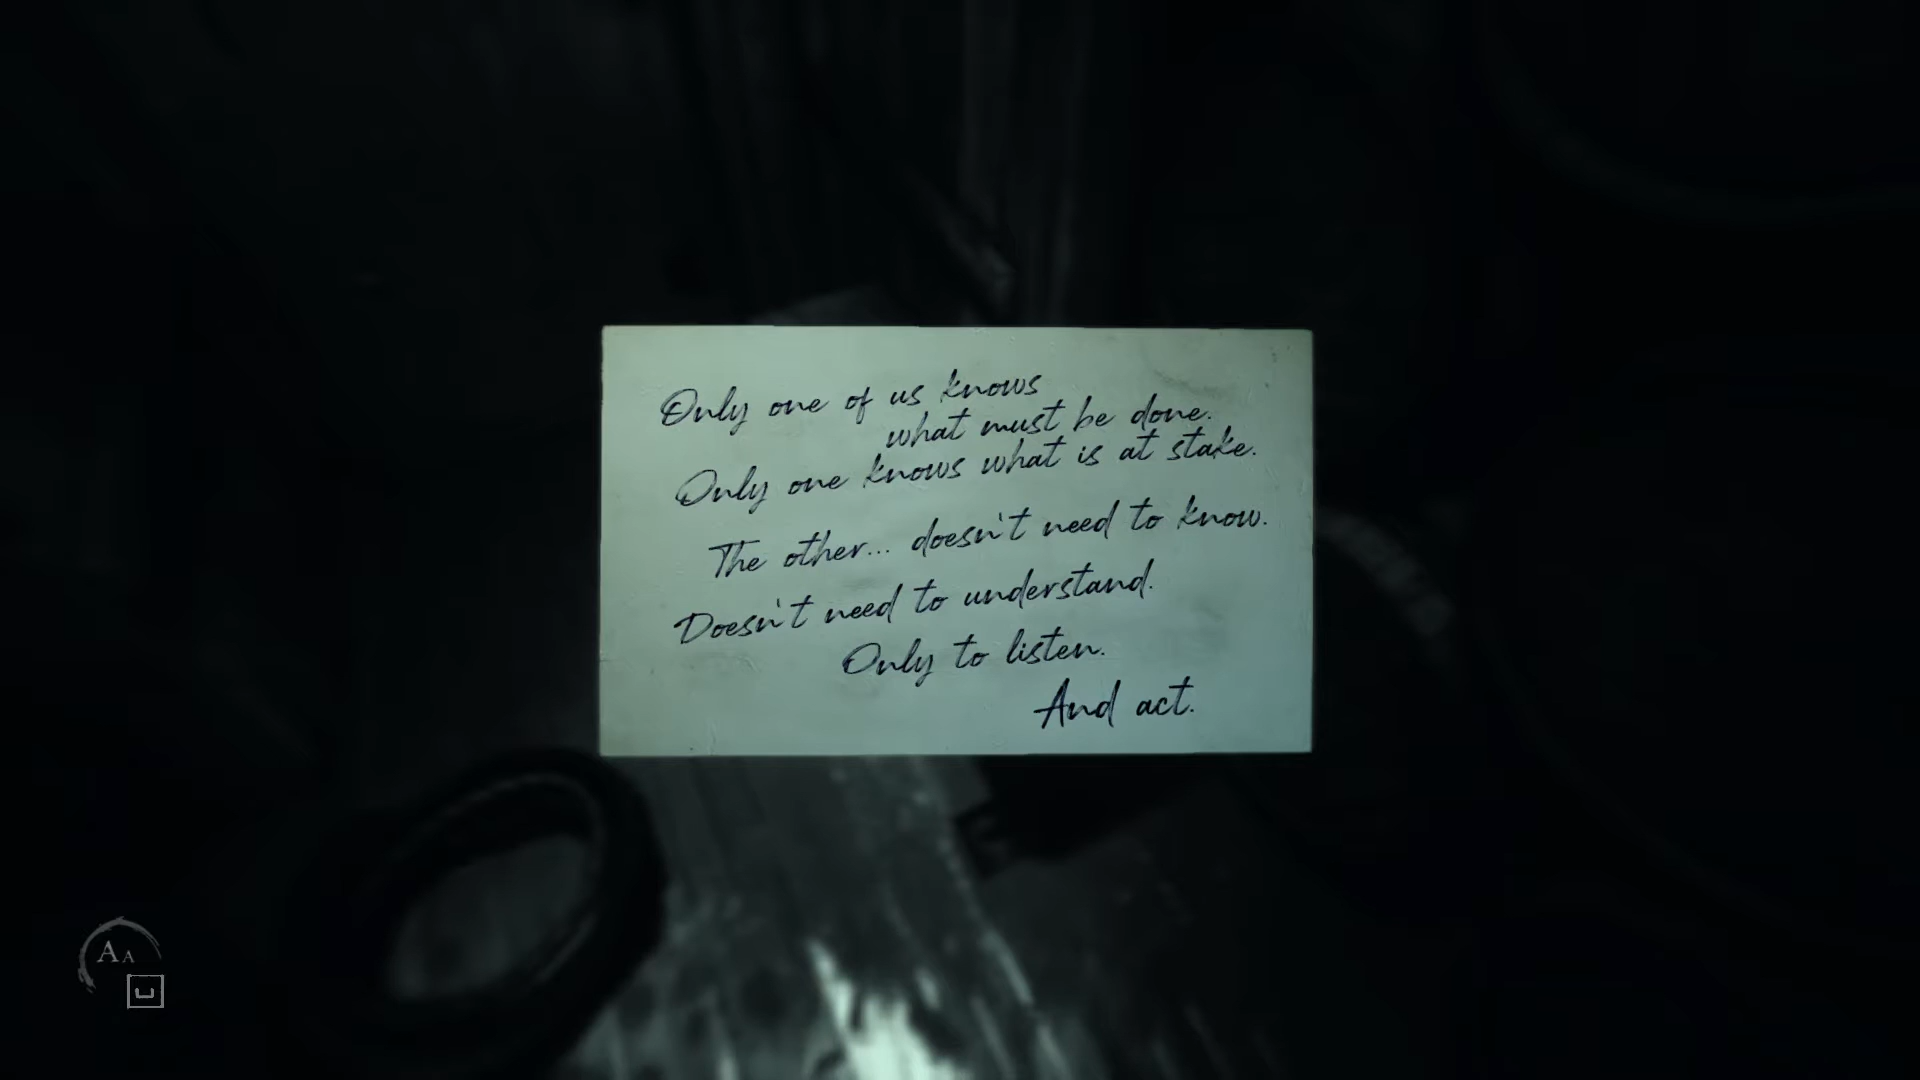 Only one of us knows
what must be done.
Only one knows what is at stake.
The other... doesn't need to know.
Doesn't need to understand.
Only to listen.
And act.
AA